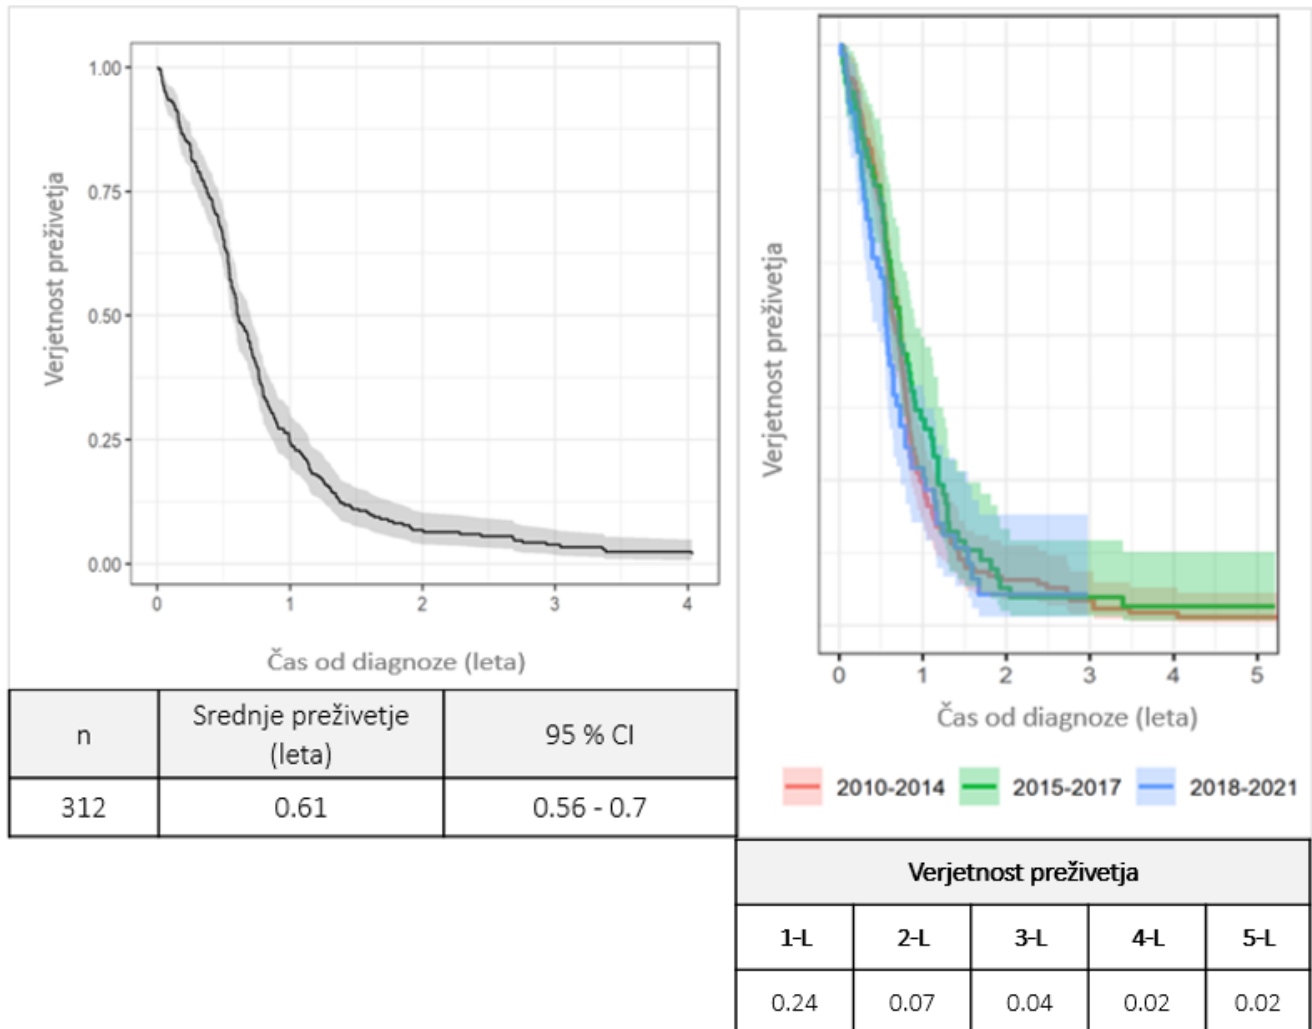 Verjetnost preživetja
1.00
0.75
0.50
0.25
0.00
0 1 2 3 4
Čas od diagnoze (leta)
n Srednje preživetje (leta) 95 % CI
312 0.61 0.56 - 0.7
Verjetnost preživetja
0 1 2 3 4 5
Čas od diagnoze (leta)
2010-2014 2015-2017 2018-2021
Verjetnost preživetja
1-L 2-L 3-L 4-L 5-L
0.24 0.07 0.04 0.02 0.02